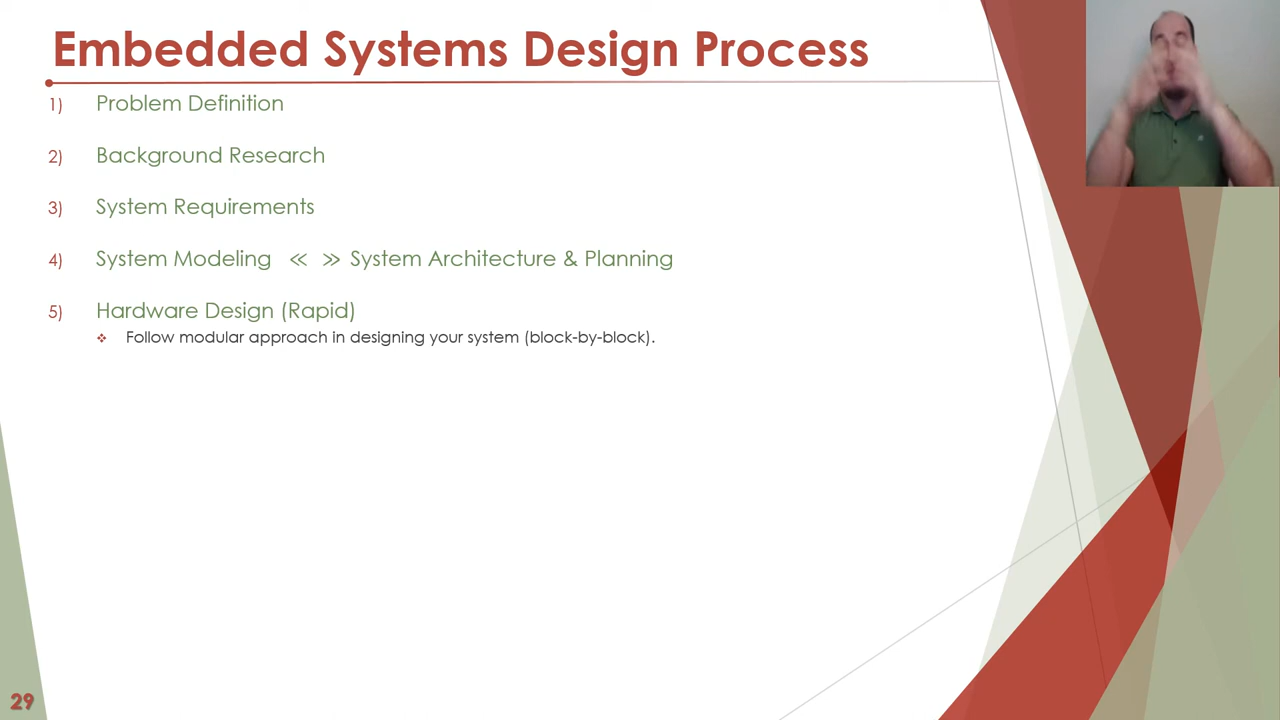 Embedded Systems Design Process
1) Problem Definition
2) Background Research
3) System Requirements
4) System Modeling ≪ ≫ System Architecture & Planning
5) Hardware Design (Rapid)
❖ Follow modular approach in designing your system (block-by-block).
29